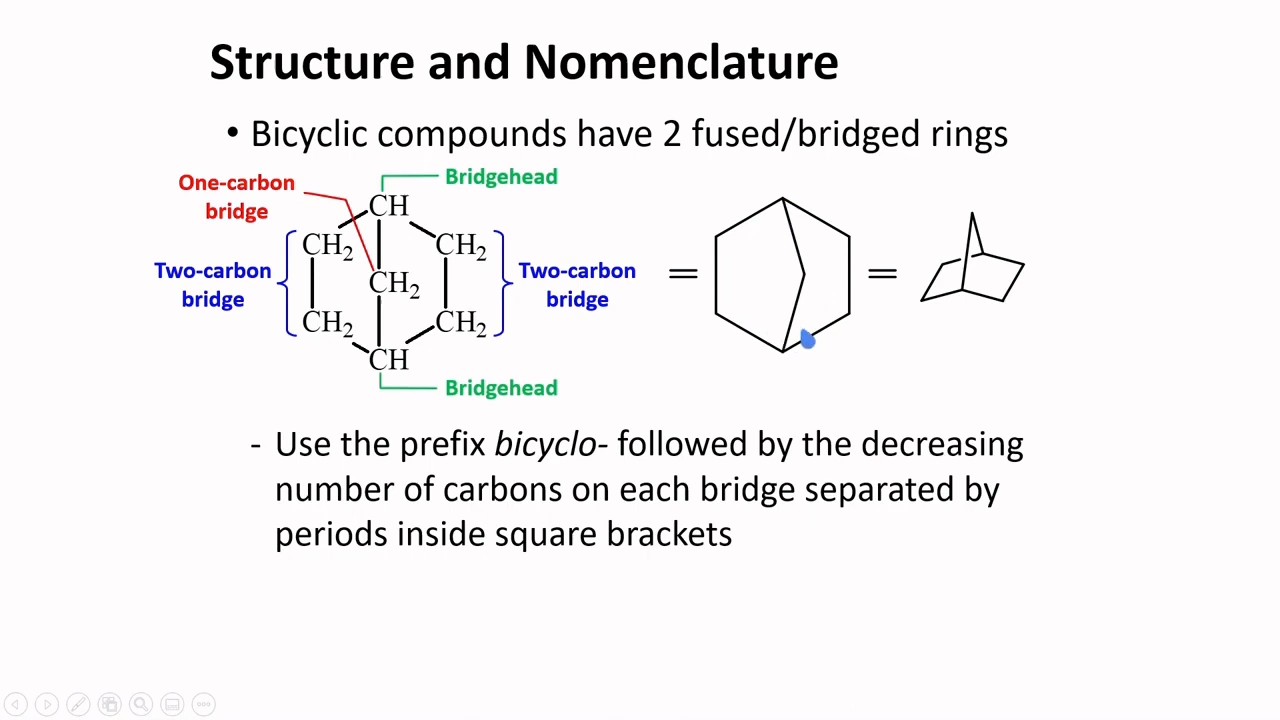 Structure and Nomenclature
• Bicyclic compounds have 2 fused/bridged rings
One-carbon
bridge
Bridgehead
CH
CH₂
CH₂
Two-carbon
bridge
CH₂
Two-carbon
bridge
=
=
CH₂
CH₂
CH
Bridgehead
- Use the prefix bicyclo- followed by the decreasing
number of carbons on each bridge separated by
periods inside square brackets